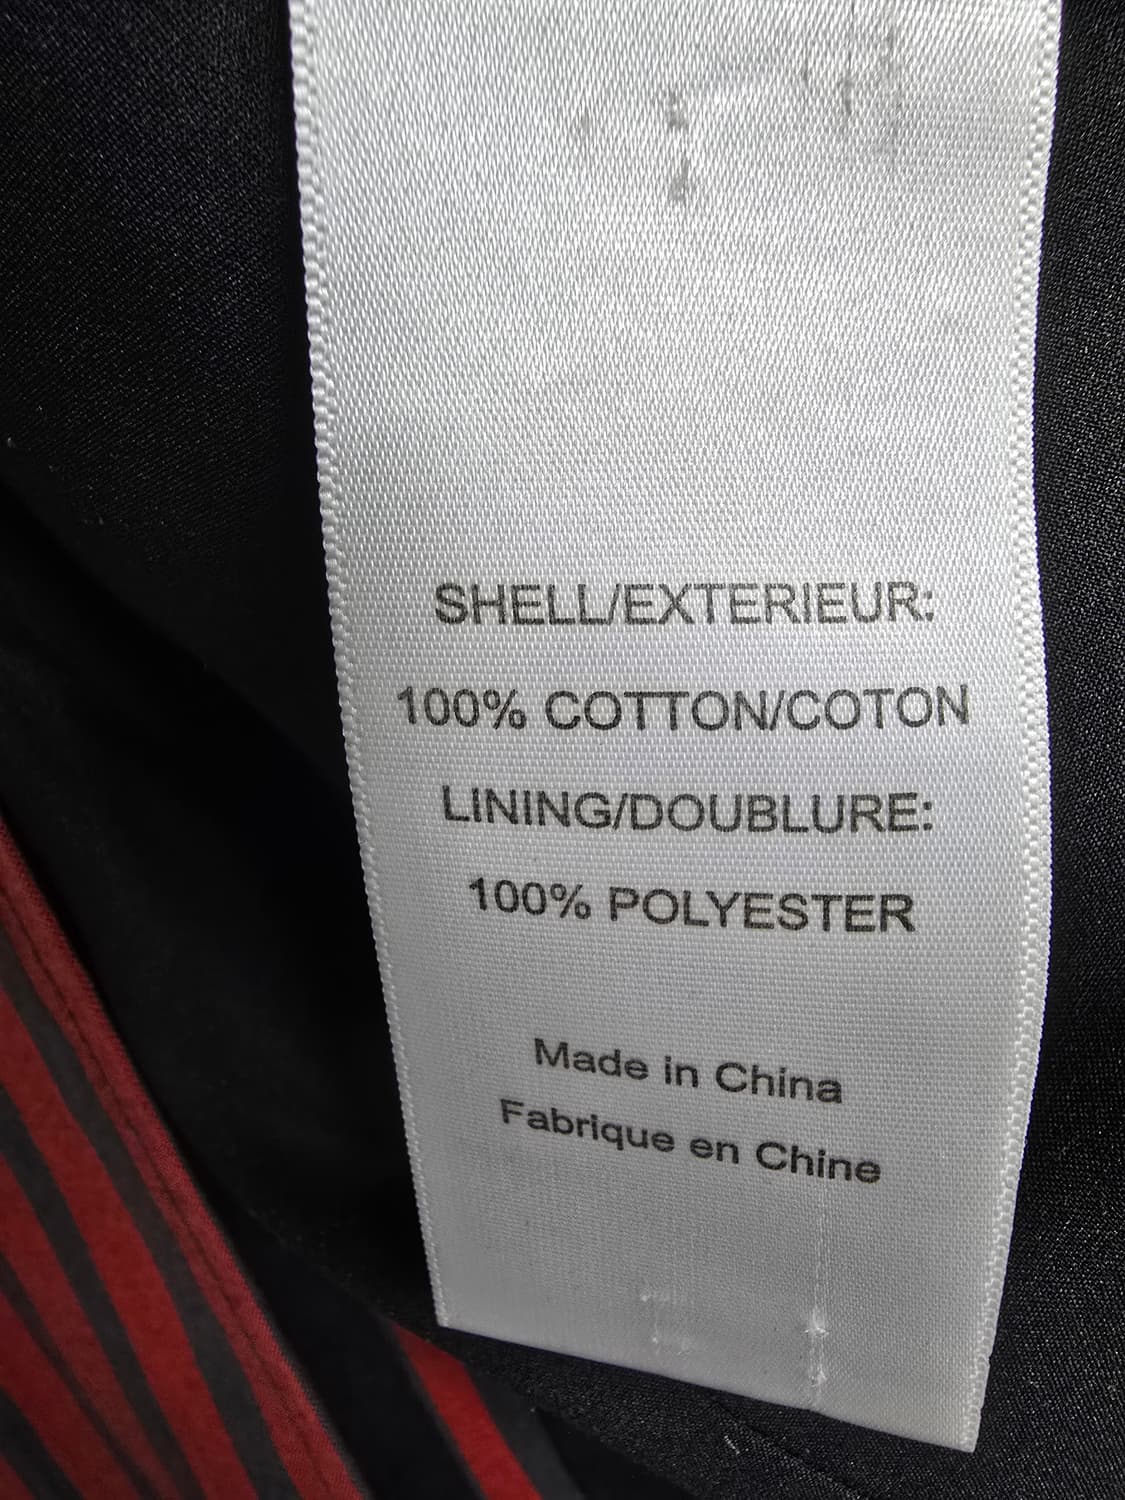 SHELL/EXTERIEUR:
100% COTTON/COTON
LINING/DOUBLURE:
100% POLYESTER
Made in China
Fabrique en Chine